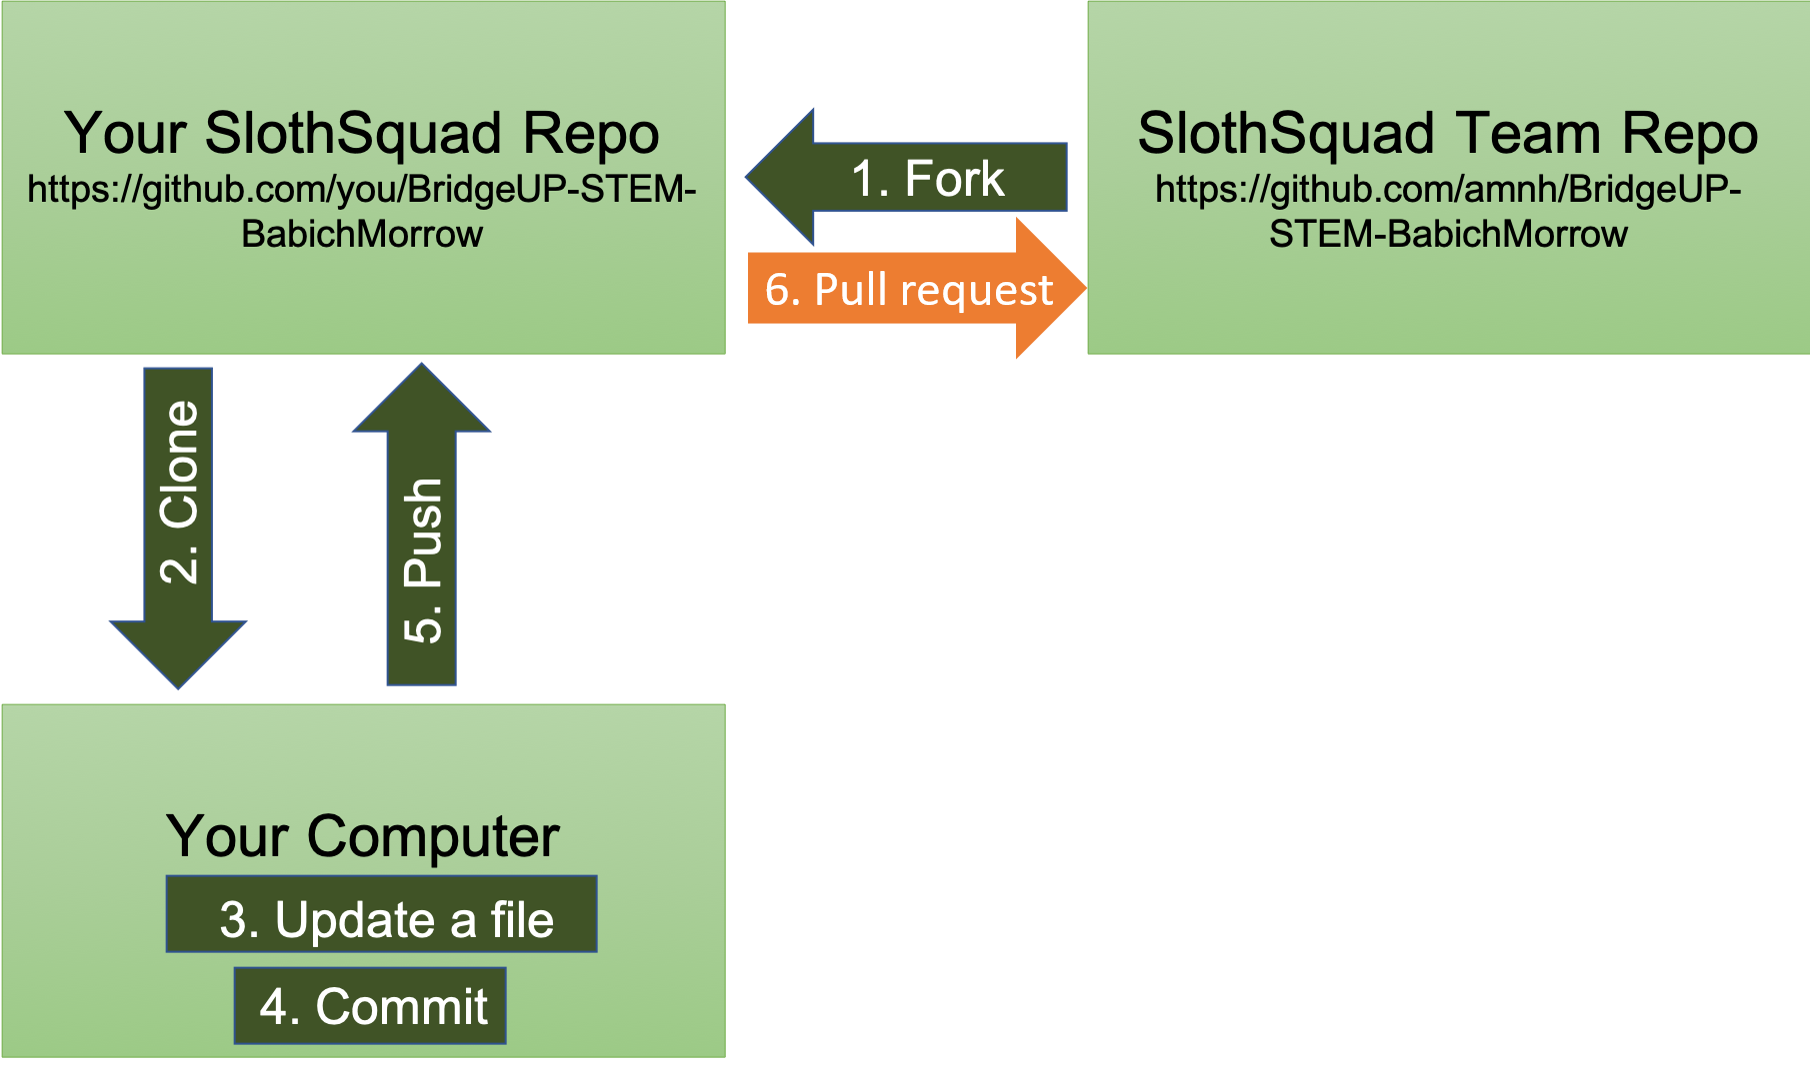 Your SlothSquad Repo
https://github.com/you/BridgeUP-STEM-
BabichMorrow
1. Fork
6. Pull request
SlothSquad Team Repo
https://github.com/amnh/BridgeUP-
STEM-BabichMorrow
2. Clone
5. Push
Your Computer
3. Update a file
4. Commit